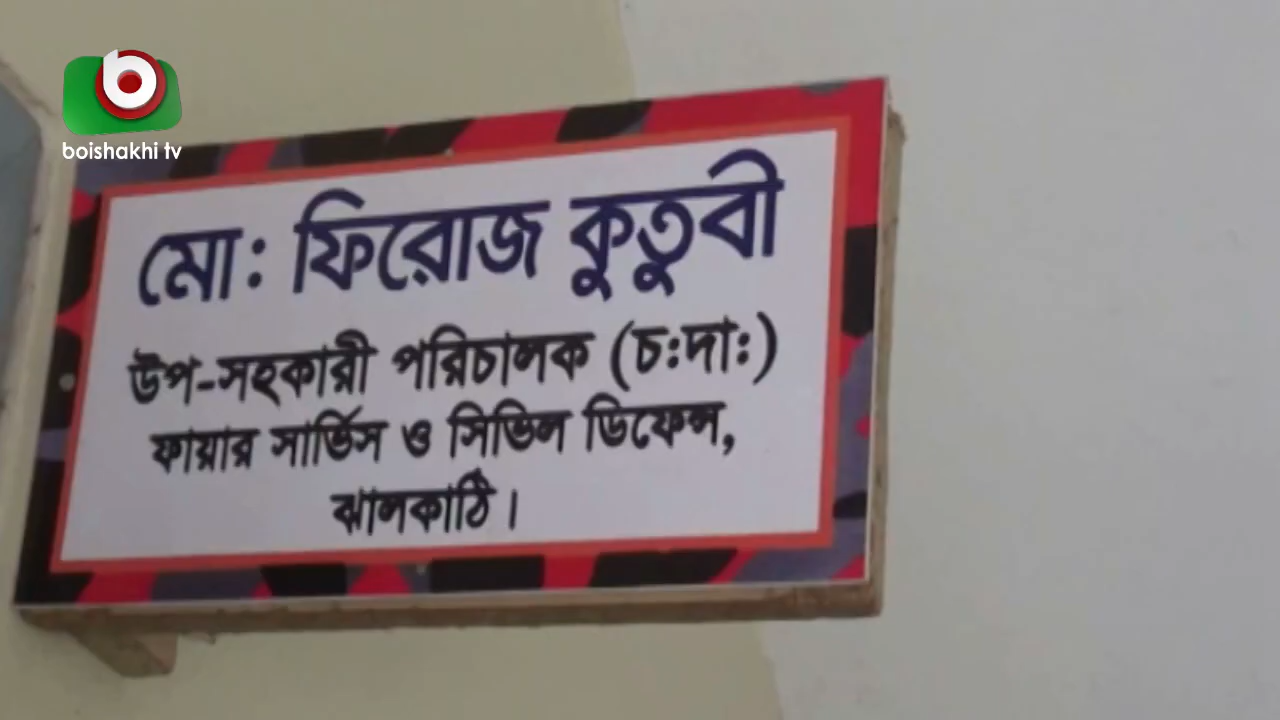 boishakhi tv
মো: ফিরোজ কুতুবী
উপ-সহকারী পরিচালক (চ:দা:)
ফায়ার সার্ভিস ও সিভিল ডিফেন্স,
ঝালকাঠি।